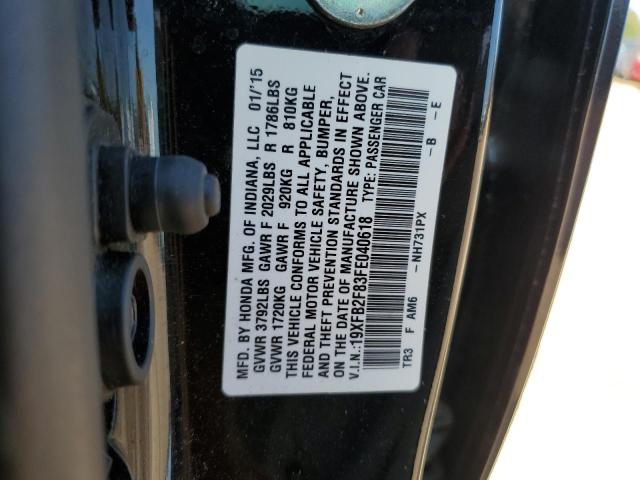 MFD. BY HONDA MFG. OF INDIANA, LLC 01/'15
GVWR 3792LBS GAWR F 2029LBS R 1786LBS
GVWR 1720KG GAWR F 920KG R 810KG
THIS VEHICLE CONFORMS TO ALL APPLICABLE
FEDERAL MOTOR VEHICLE SAFETY, BUMPER,
AND THEFT PREVENTION STANDARDS IN EFFECT
ON THE DATE OF MANUFACTURE SHOWN ABOVE.
V.I.N.:19XFB2F83FE040618 TYPE: PASSENGER CAR
TR3 F AM6 -NH731PX -B -E